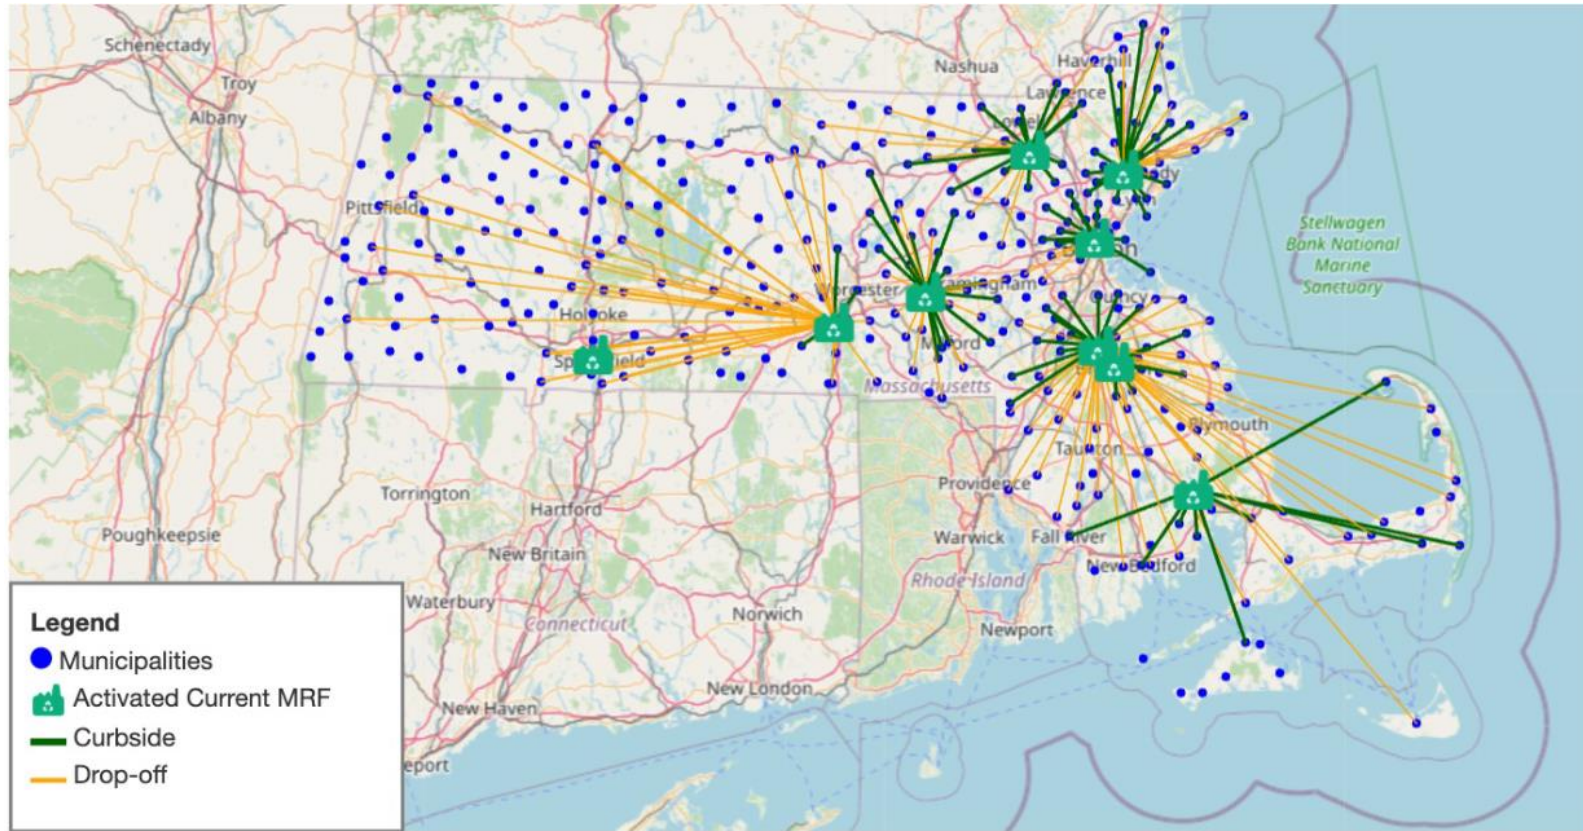 Schenectady
Troy
Albany
Nashua
Haverhill
Lawrence
Pittsfield
Lynn
Stellwagen
Bank National
Marine
Sanctuary
Worcester
Framingham
Quincy
Holyoke
Milford
Massachusetts
Plymouth
Taunton
Torrington
Providence
Hartford
Poughkeepsie
Warwick
Fall River
New Britain
New Bedford
Rhode Island
Waterbury
Norwich
Connecticut
Newport
New London
New Haven
eport
Legend
Municipalities
Activated Current MRF
Curbside
Drop-off